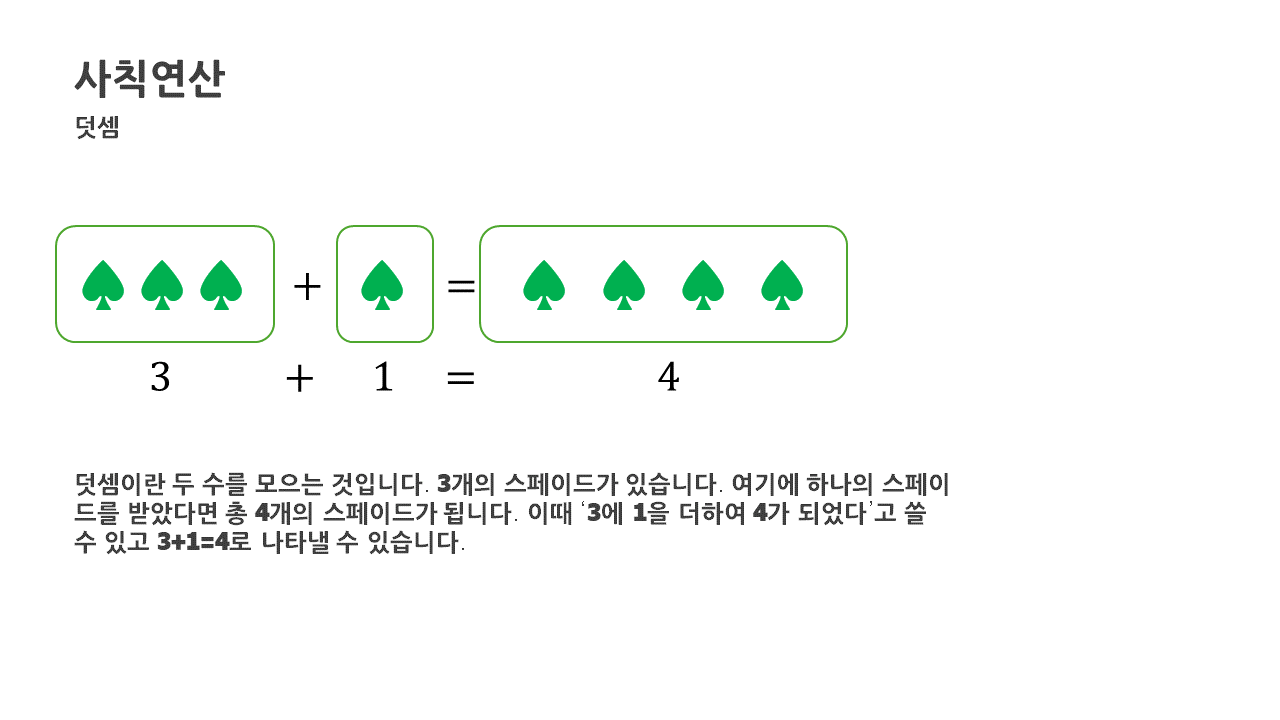 사칙연산
덧셈
+ =
3 + 1 = 4
덧셈이란 두 수를 모으는 것입니다. 3개의 스페이드가 있습니다. 여기에 하나의 스페이
드를 받았다면 총 4개의 스페이드가 됩니다. 이때 ‘3에 1을 더하여 4가 되었다’고 쓸
수 있고 3+1=4로 나타낼 수 있습니다.